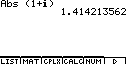 Abs (1+i)
1.414213562
LIST MAT CPLX CALC NUM ▷